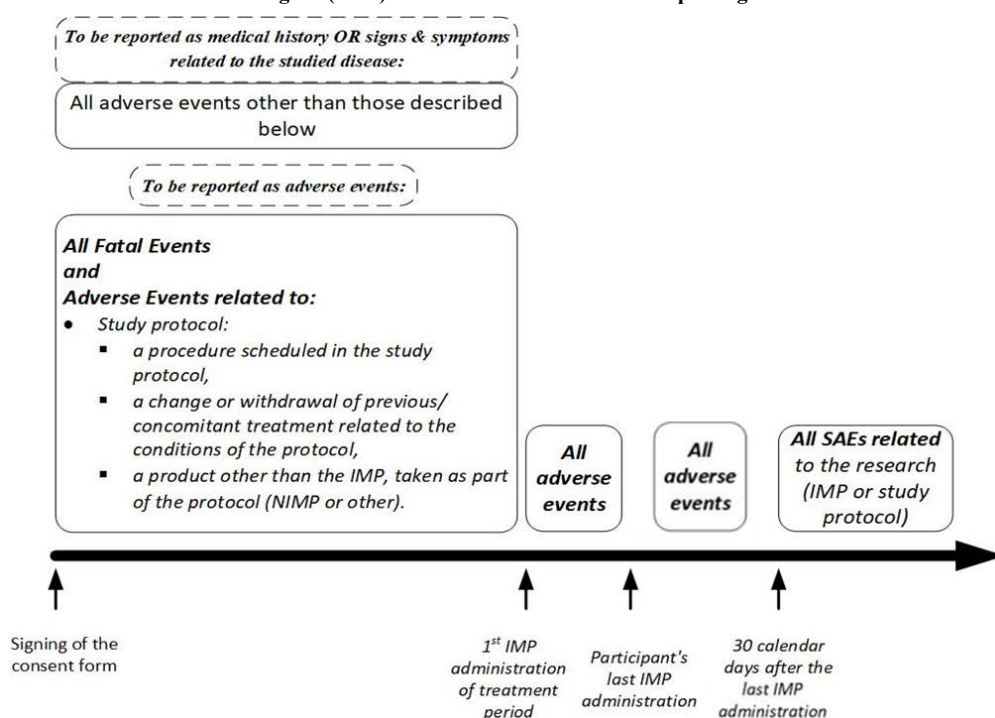 To be reported as medical history OR signs & symptoms
related to the studied disease:
All adverse events other than those described
below
To be reported as adverse events:
All Fatal Events
and
Adverse Events related to:
• Study protocol:
▪ a procedure scheduled in the study
protocol,
▪ a change or withdrawal of previous/
concomitant treatment related to the
conditions of the protocol,
▪ a product other than the IMP, taken as part
of the protocol (NIMP or other).
All
adverse
events
All
adverse
events
All SAEs related
to the research
(IMP or study
protocol)
Signing of the
consent form
1st IMP
administration
of treatment
period
Participant's
last IMP
administration
30 calendar
days after the
last IMP
administration